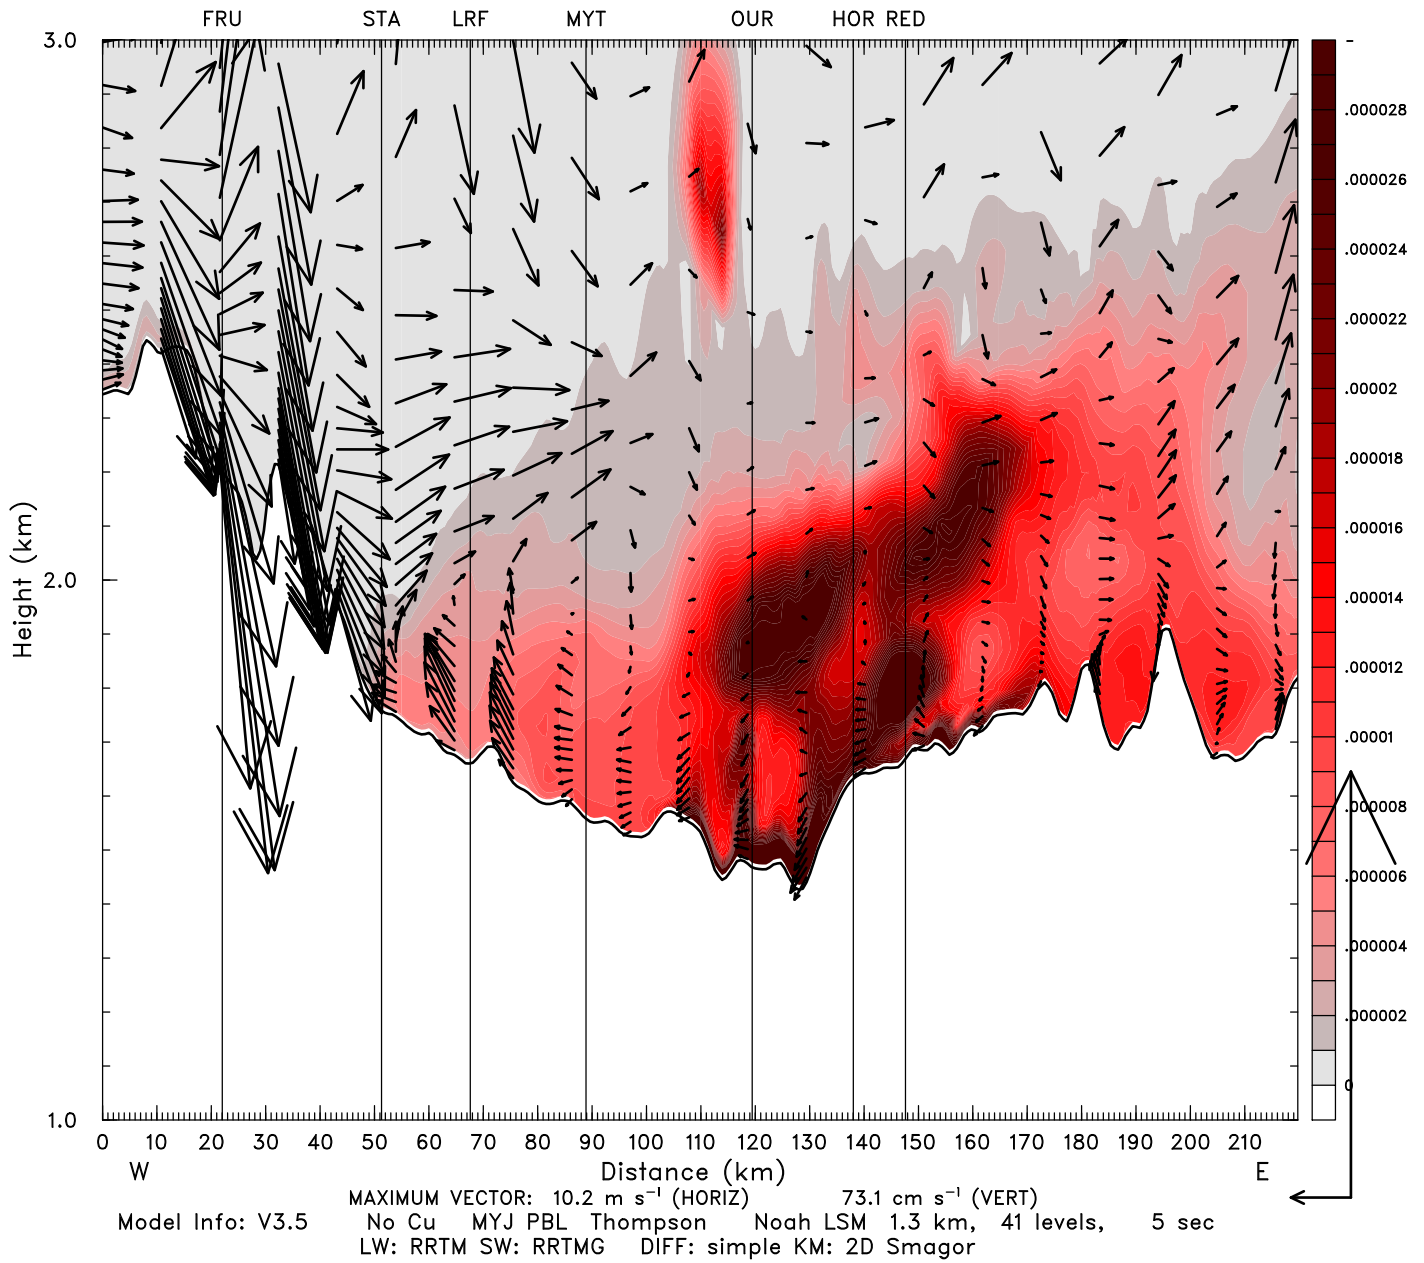 FRU STA LRF MYT OUR HOR RED
3.0
2.0
1.0
Height (km)
-
.000028
.000026
.000024
.000022
.00002
.000018
.000016
.000014
.000012
.00001
.000008
.000006
.000004
.000002
0
0 10 20 30 40 50 60 70 80 90 100 110 120 130 140 150 160 170 180 190 200 210
W Distance (km) E
MAXIMUM VECTOR: 10.2 m s⁻¹ (HORIZ) 73.1 cm s⁻¹ (VERT)
Model Info: V3.5 No Cu MYJ PBL Thompson Noah LSM 1.3 km, 41 levels, 5 sec
LW: RRTM SW: RRTMG DIFF: simple KM: 2D Smagor